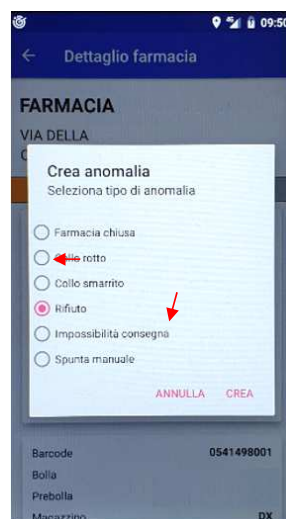 09:50
Dettaglio farmacia
FARMACIA
VIA DELLA
Crea anomalia
Seleziona tipo di anomalia
Farmacia chiusa
rotto
Collo smarrito
Rifiuto
Impossibilità consegna
Spunta manuale
ANNULLA CREA
Barcode 0541498001
Bolla
Prebolla
Magazzino DX